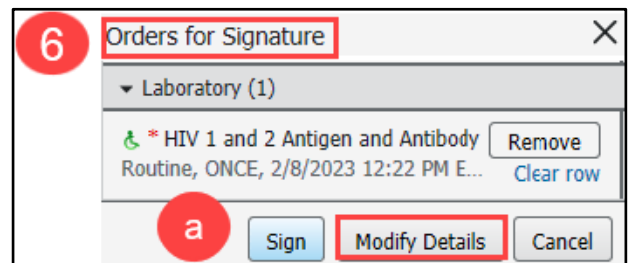 6
Orders for Signature
Laboratory (1)
* HIV 1 and 2 Antigen and Antibody Remove
Routine, ONCE, 2/8/2023 12:22 PM E... Clear row
a Sign Modify Details Cancel